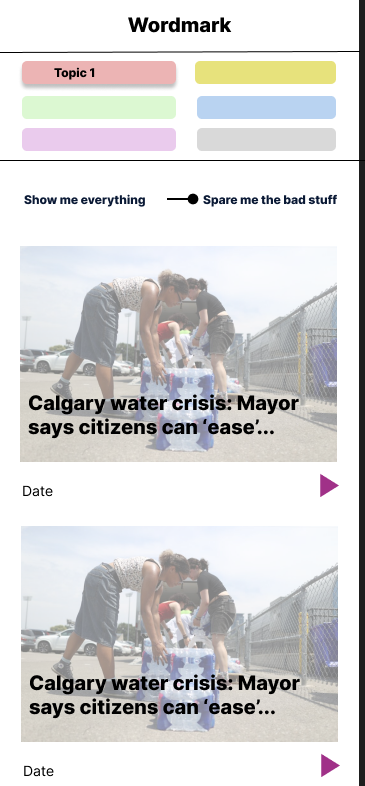 Wordmark
Topic 1
Show me everything Spare me the bad stuff
Calgary water crisis: Mayor
says citizens can ‘ease’...
Date
Calgary water crisis: Mayor
says citizens can ‘ease’...
Date